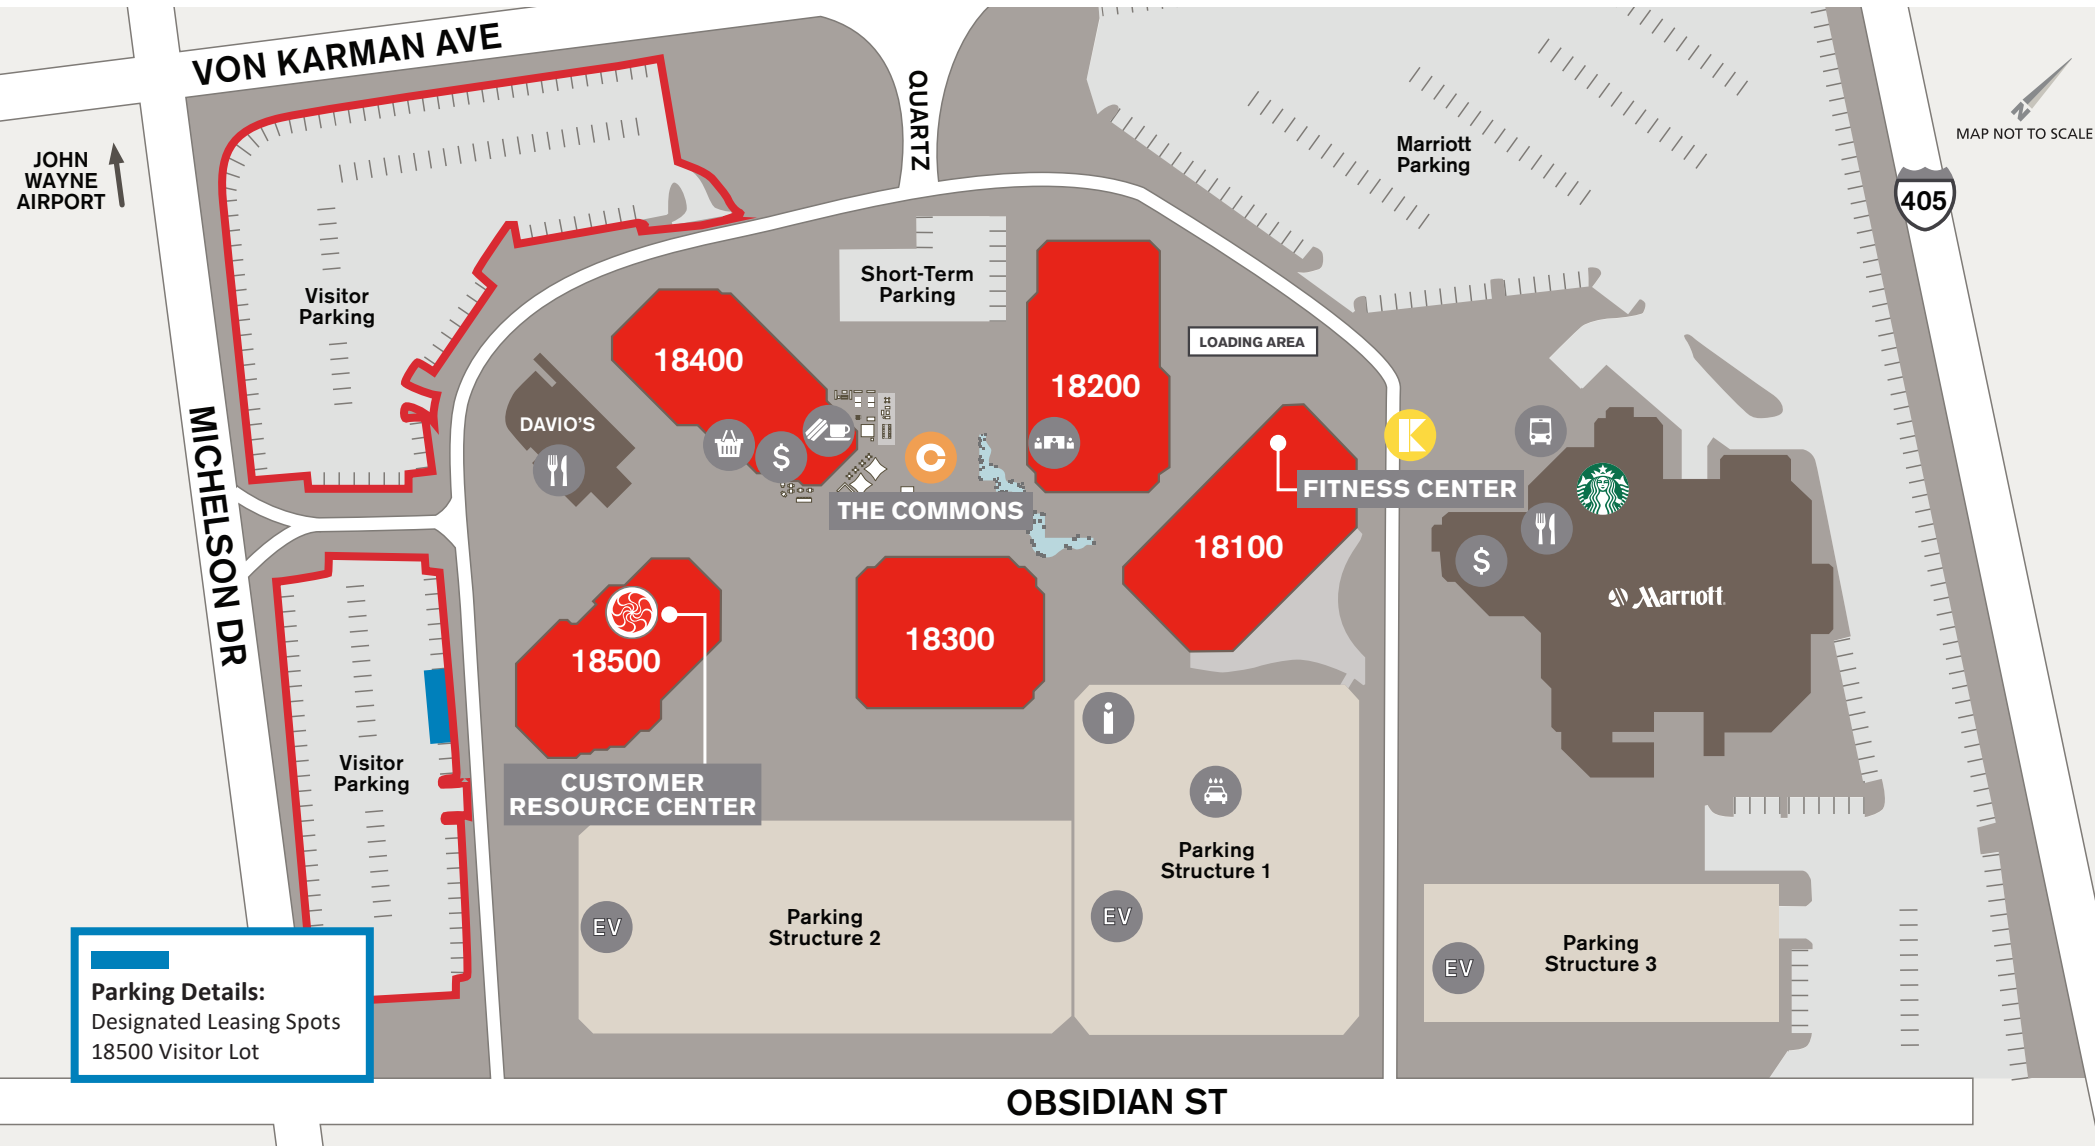 VON KARMAN AVE
QUARTZ
JOHN
WAYNE
AIRPORT
Marriott
Parking
N
MAP NOT TO SCALE
405
Visitor
Parking
Short-Term
Parking
LOADING AREA
18400
18200
DAVIO'S
$
C
K
THE COMMONS
FITNESS CENTER
MICHELSON DR
18100
$
Marriott
18500
18300
i
Visitor
Parking
CUSTOMER
RESOURCE CENTER
Parking
Structure 1
EV
Parking
Structure 2
EV
Parking
Structure 3
EV
Parking Details:
Designated Leasing Spots
18500 Visitor Lot
OBSIDIAN ST